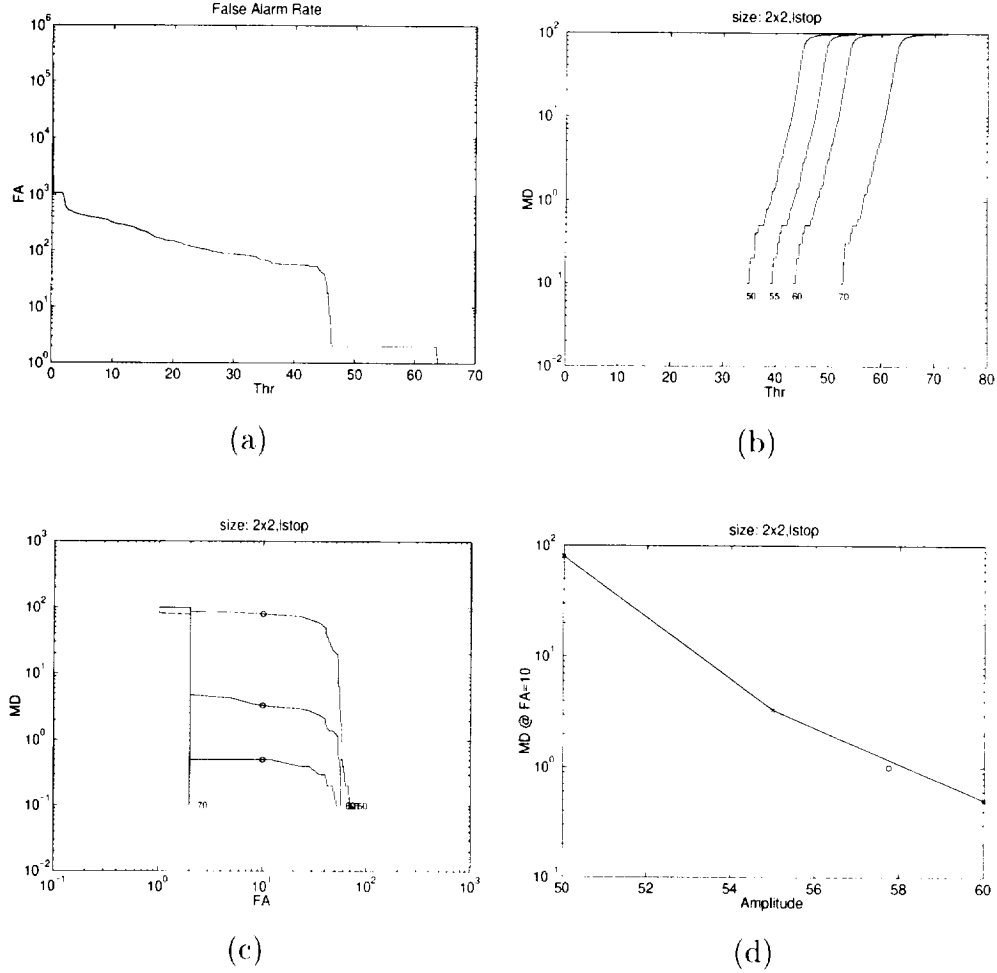 False Alarm Rate
10^6
10^5
10^4
10^3
10^2
10^1
10^0
FA
0 10 20 30 40 50 60 70
Thr
(a)
size: 2x2,lstop
10^2
10^1
10^0
10^-1
10^-2
MD
50 55 60 70
0 10 20 30 40 50 60 70 80
Thr
(b)
size: 2x2,lstop
10^3
10^2
10^1
10^0
10^-1
10^-2
MD
70
10^-1 10^0 10^1 10^2 10^3
FA
(c)
size: 2x2,lstop
10^2
10^1
10^0
10^-1
MD @ FA=10
50 52 54 56 58 60
Amplitude
(d)